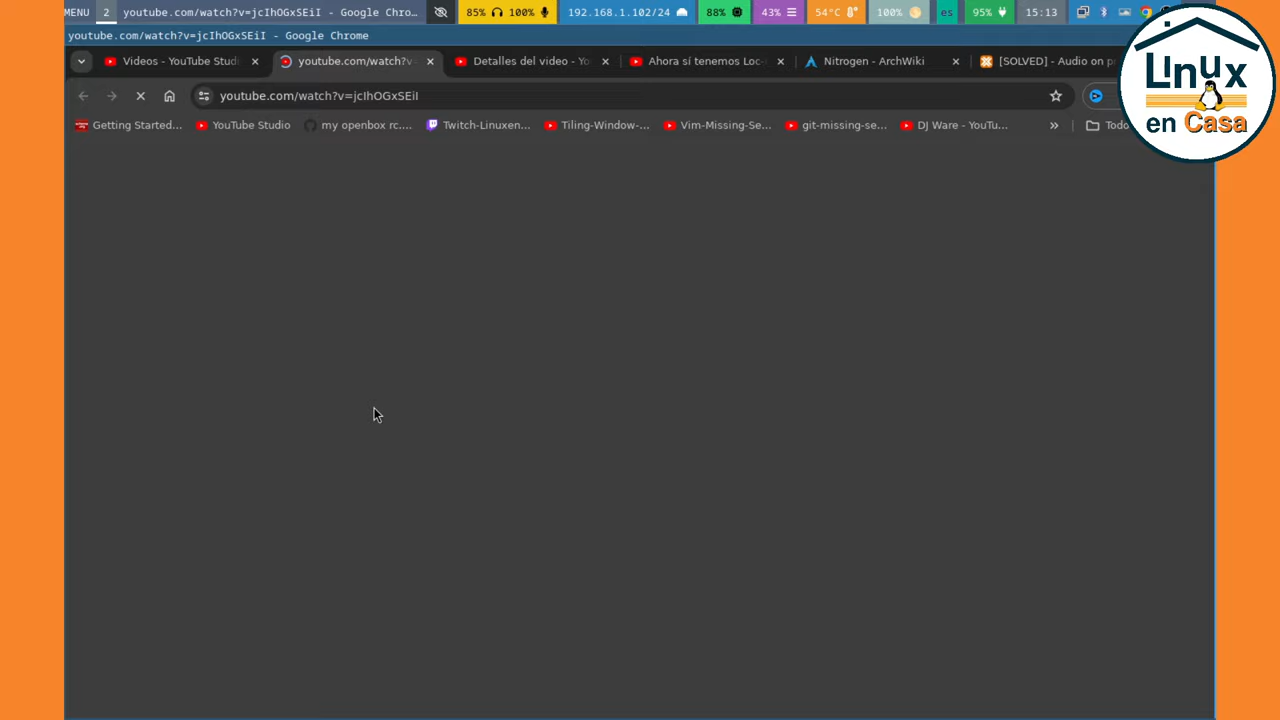 MENU 2 youtube.com/watch?v=jcIhOGxSEiI - Google Chro… 85% 100% 192.168.1.102/24 88% 43% 54°C 100% es 95% 15:13
youtube.com/watch?v=jcIhOGxSEiI - Google Chrome
Videos - YouTube Stud youtube.com/watch?v= Detalles del video - Yo Ahora sí tenemos Loc- Nitrogen - ArchWiki [SOLVED] - Audio on p
youtube.com/watch?v=jcIhOGxSEiI
Getting Started… YouTube Studio my openbox rc.… Twitch-Linuxen… Tiling-Window-… Vim-Missing-Se… git-missing-se… DJ Ware - YouTu… » Todo
Linux
en Casa